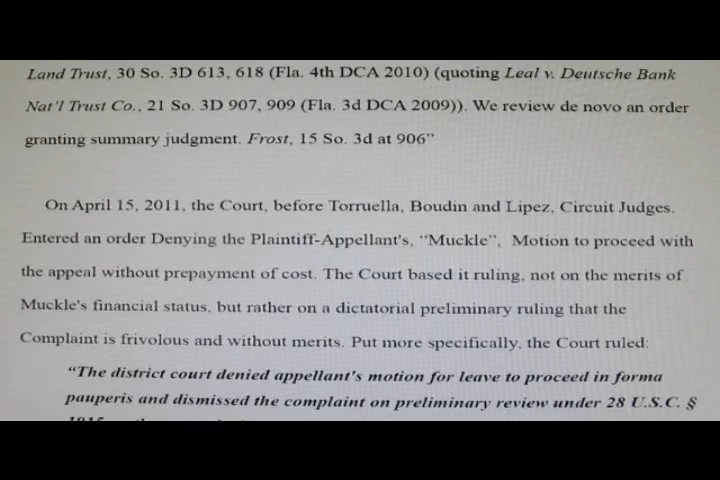 Land Trust, 30 So. 3D 613, 618 (Fla. 4th DCA 2010) (quoting Leal v. Deutsche Bank
Nat'l Trust Co., 21 So. 3D 907, 909 (Fla. 3d DCA 2009)). We review de novo an order
granting summary judgment. Frost, 15 So. 3d at 906”
On April 15, 2011, the Court, before Torruella, Boudin and Lipez, Circuit Judges.
Entered an order Denying the Plaintiff-Appellant's, “Muckle”, Motion to proceed with
the appeal without prepayment of cost. The Court based it ruling, not on the merits of
Muckle's financial status, but rather on a dictatorial preliminary ruling that the
Complaint is frivolous and without merits. Put more specifically, the Court ruled:
“The district court denied appellant's motion for leave to proceed in forma
pauperis and dismissed the complaint on preliminary review under 28 U.S.C. §